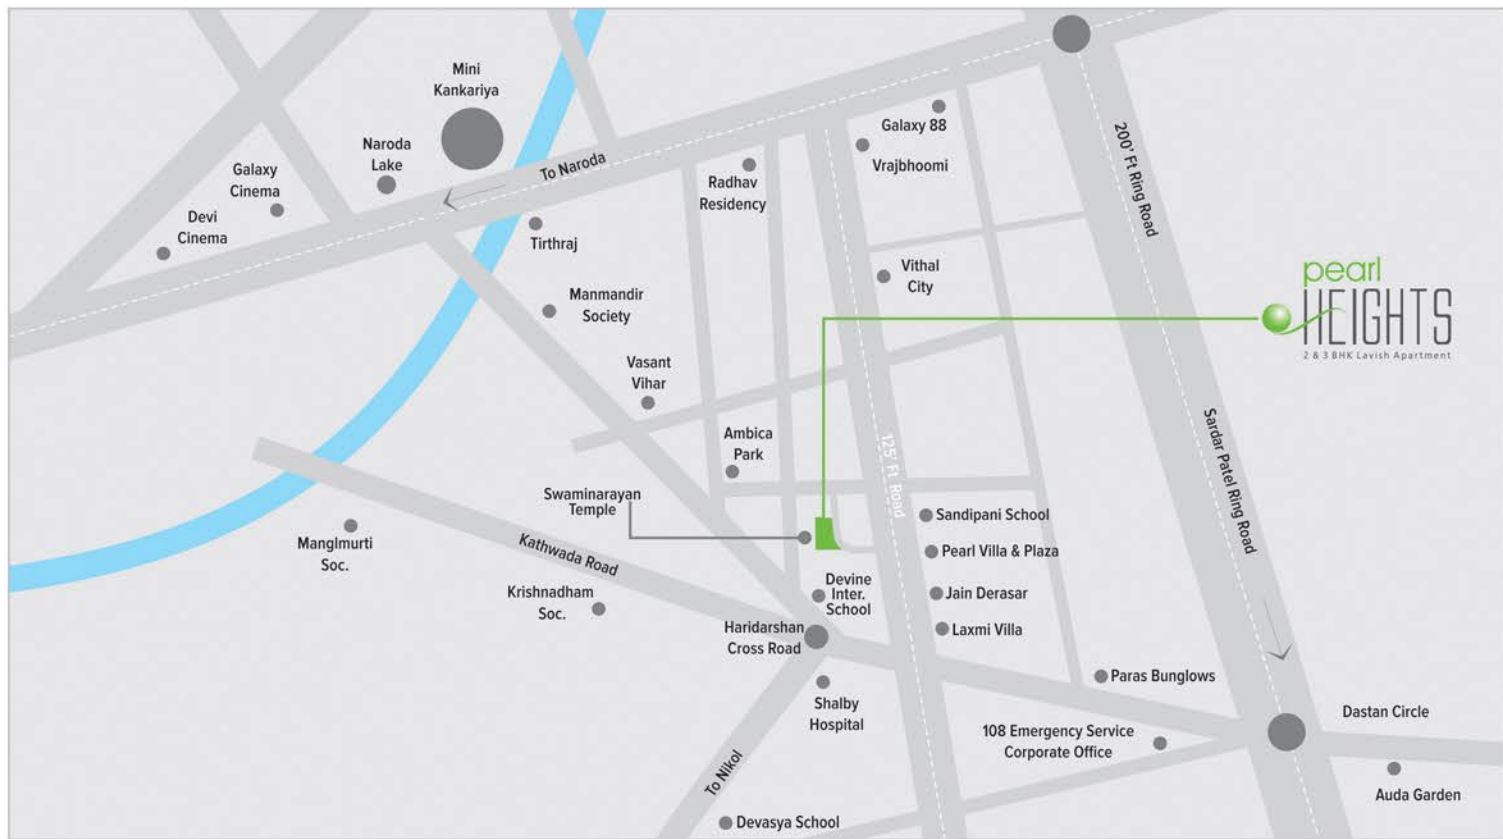 Mini
Kankariya
Galaxy 88
Naroda
Lake
To Naroda
Vrajbhoomi
200' Ft Ring Road
Galaxy
Cinema
Radhav
Residency
Devi
Cinema
Tirthraj
Vithal
City
pearl
HEIGHTS
2 & 3 BHK Lavish Apartment
Manmandir
Society
Vasant
Vihar
Ambica
Park
125' Ft. Road
Sardar Patel Ring Road
Swaminarayan
Temple
Sandipani School
Manglmurti
Soc.
Kathwada Road
Pearl Villa & Plaza
Krishnadham
Soc.
Devine
Inter.
School
Jain Derasar
Haridarshan
Cross Road
Laxmi Villa
Paras Bunglows
Shalby
Hospital
108 Emergency Service
Corporate Office
Dastan Circle
To Nikol
Auda Garden
Devasya School